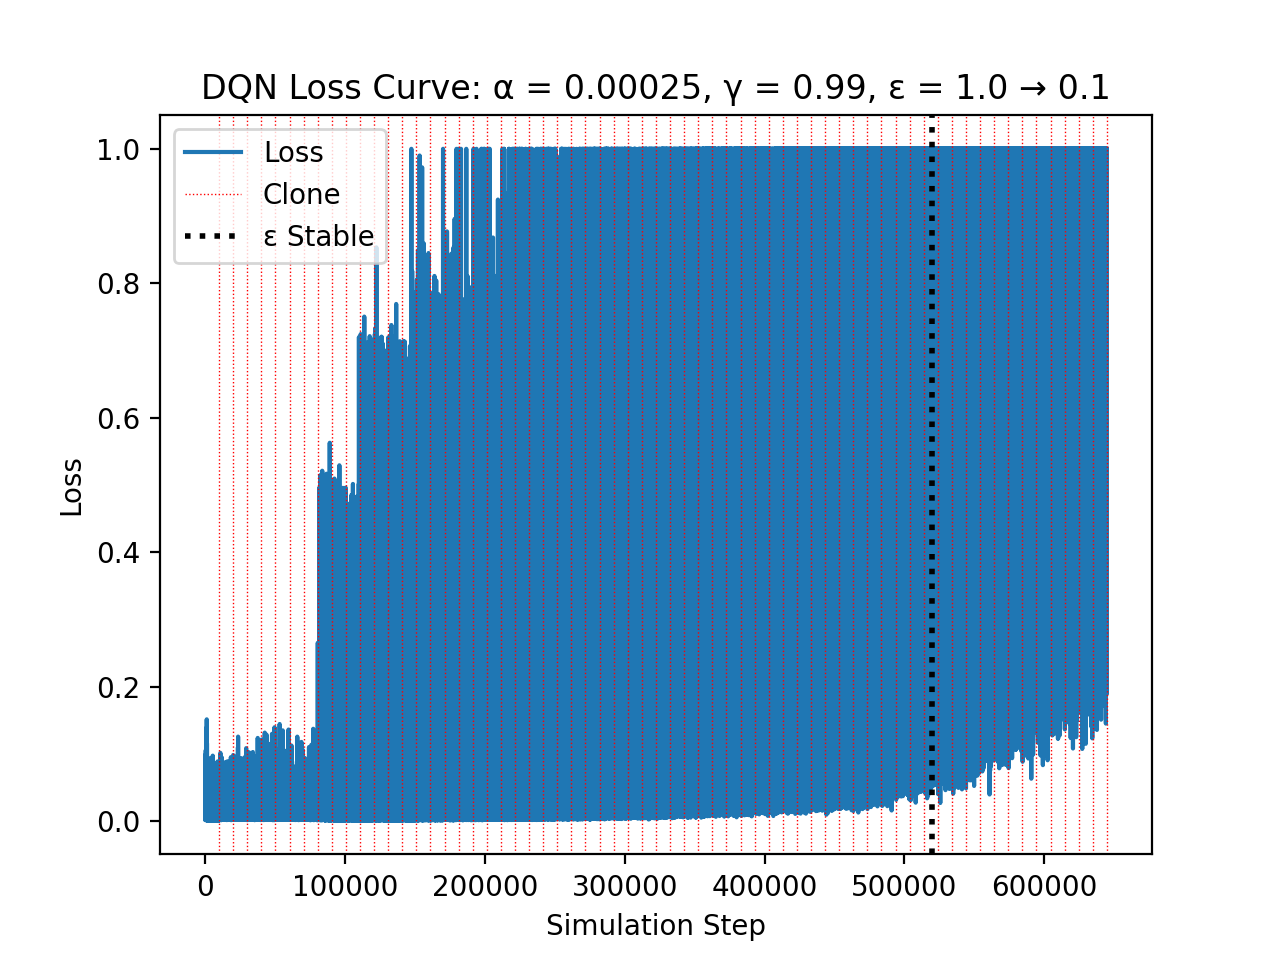 DQN Loss Curve: α = 0.00025, γ = 0.99, ε = 1.0 → 0.1
Loss
Clone
ε Stable
1.0
0.8
0.6
0.4
0.2
0.0
Loss
0 100000 200000 300000 400000 500000 600000
Simulation Step